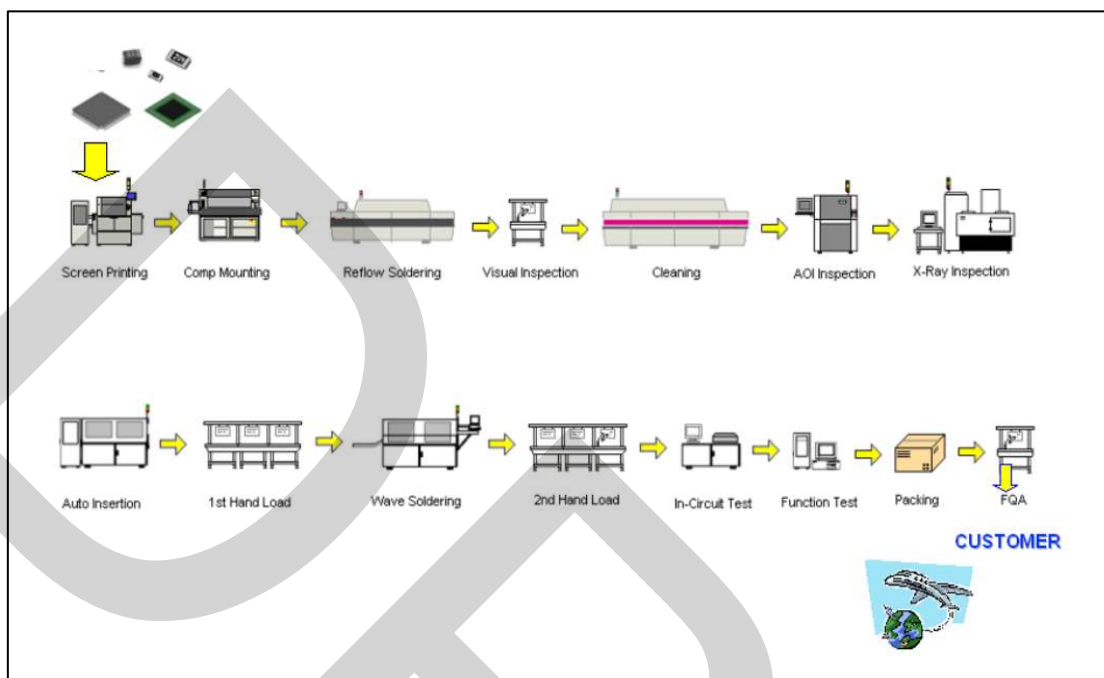 Screen Printing
Comp Mounting
Reflow Soldering
Visual Inspection
Cleaning
AOI Inspection
X-Ray Inspection
Auto Insertion
1st Hand Load
Wave Soldering
2nd Hand Load
In-Circuit Test
Function Test
Packing
FQA
CUSTOMER